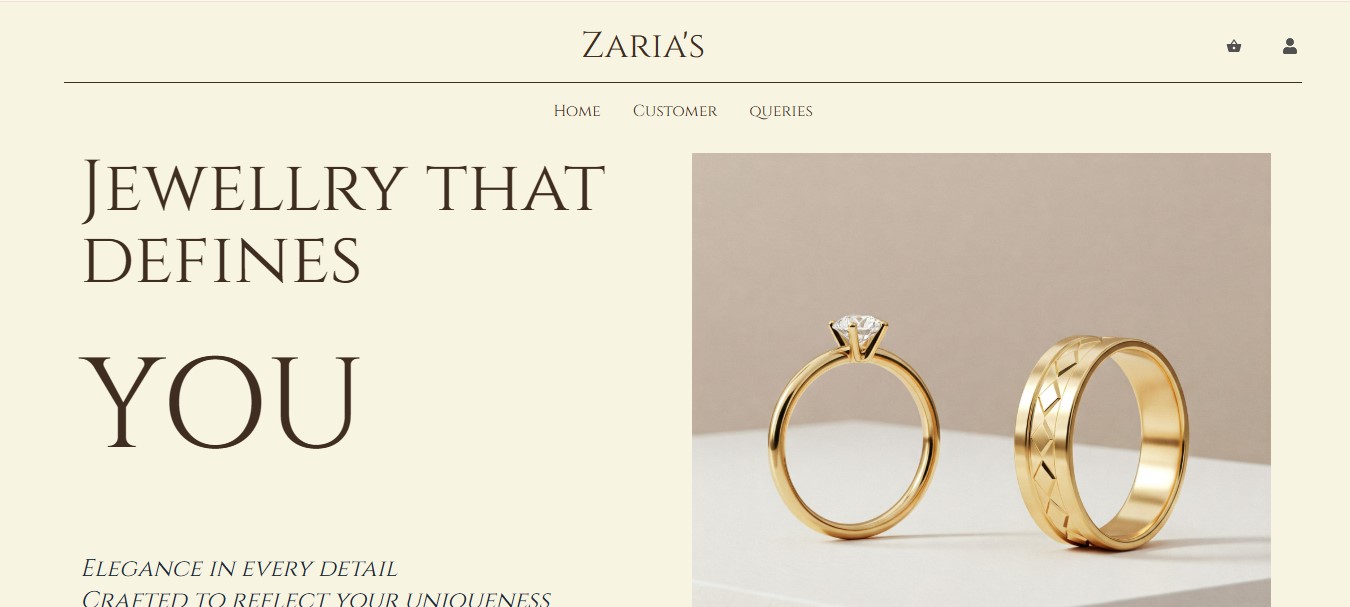 Zaria's
Home Customer queries
Jewellry that
defines
YOU
Elegance in every detail
Crafted to reflect your uniqueness